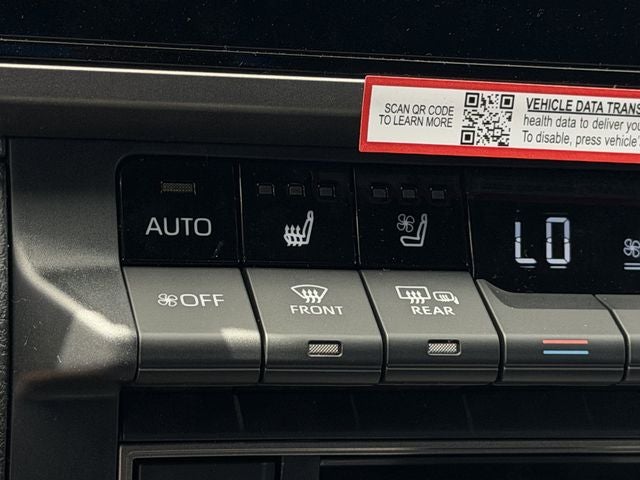 SCAN QR CODE
TO LEARN MORE
VEHICLE DATA TRANS
health data to deliver you
To disable, press vehicle'
AUTO
LO
OFF
FRONT
REAR